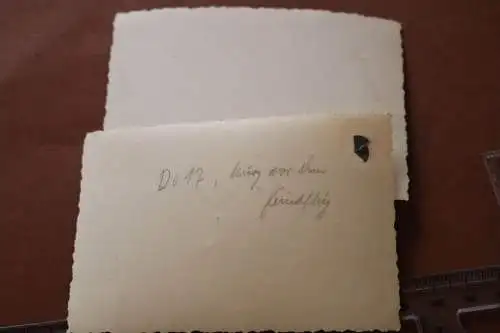 Do 17, kurz vor dem
Feindflug